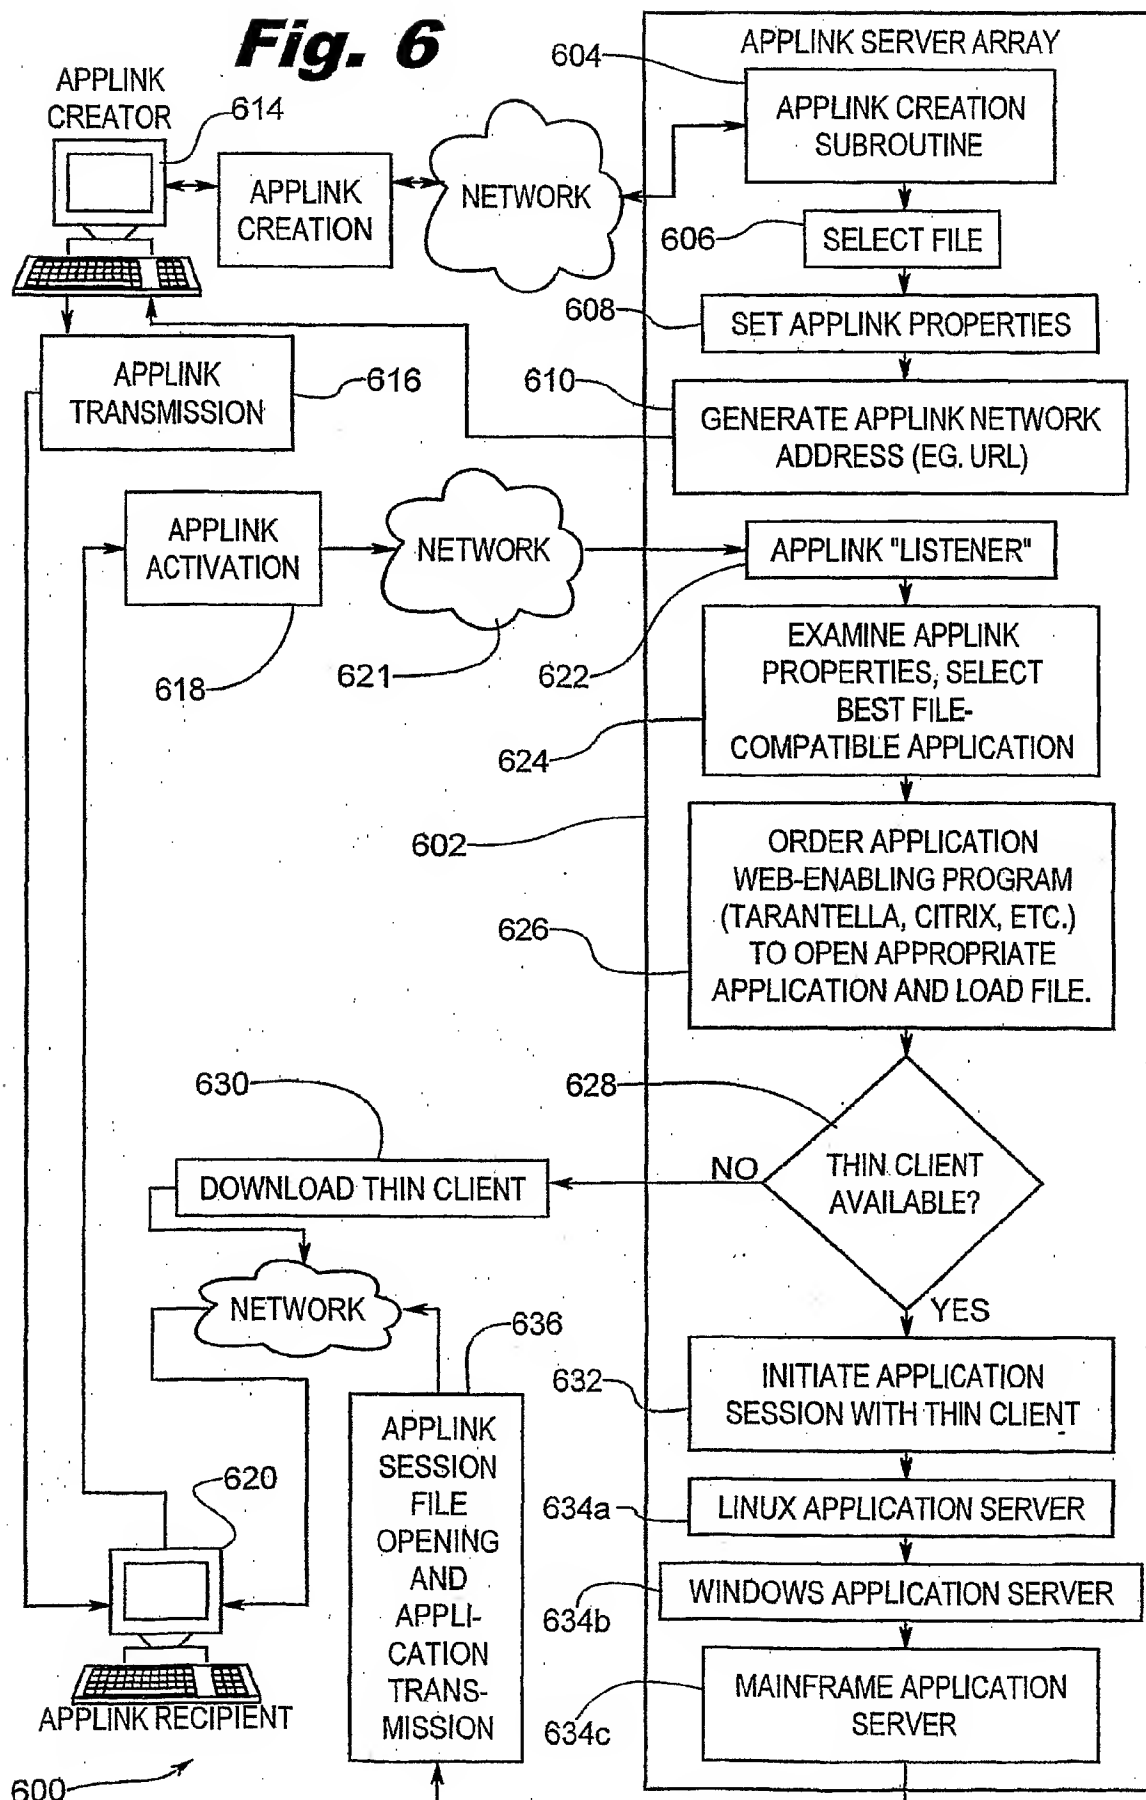 Fig. 6
APPLINK SERVER ARRAY
604
APPLINK
CREATOR
614
APPLINK CREATION
SUBROUTINE
APPLINK
CREATION
NETWORK
606
SELECT FILE
608
SET APPLINK PROPERTIES
APPLINK
TRANSMISSION
616
610
GENERATE APPLINK NETWORK
ADDRESS (EG. URL)
APPLINK
ACTIVATION
NETWORK
APPLINK "LISTENER"
618
621
622
EXAMINE APPLINK
PROPERTIES, SELECT
BEST FILE-
COMPATIBLE APPLICATION
624
602
ORDER APPLICATION
WEB-ENABLING PROGRAM
(TARANTELLA, CITRIX, ETC.)
TO OPEN APPROPRIATE
APPLICATION AND LOAD FILE.
626
628
630
THIN CLIENT
AVAILABLE?
NO
DOWNLOAD THIN CLIENT
NETWORK
YES
636
632
INITIATE APPLICATION
SESSION WITH THIN CLIENT
APPLINK
SESSION
FILE
OPENING
AND
APPLI-
CATION
TRANS-
MISSION
620
634a
LINUX APPLICATION SERVER
634b
WINDOWS APPLICATION SERVER
634c
MAINFRAME APPLICATION
SERVER
APPLINK RECIPIENT
600